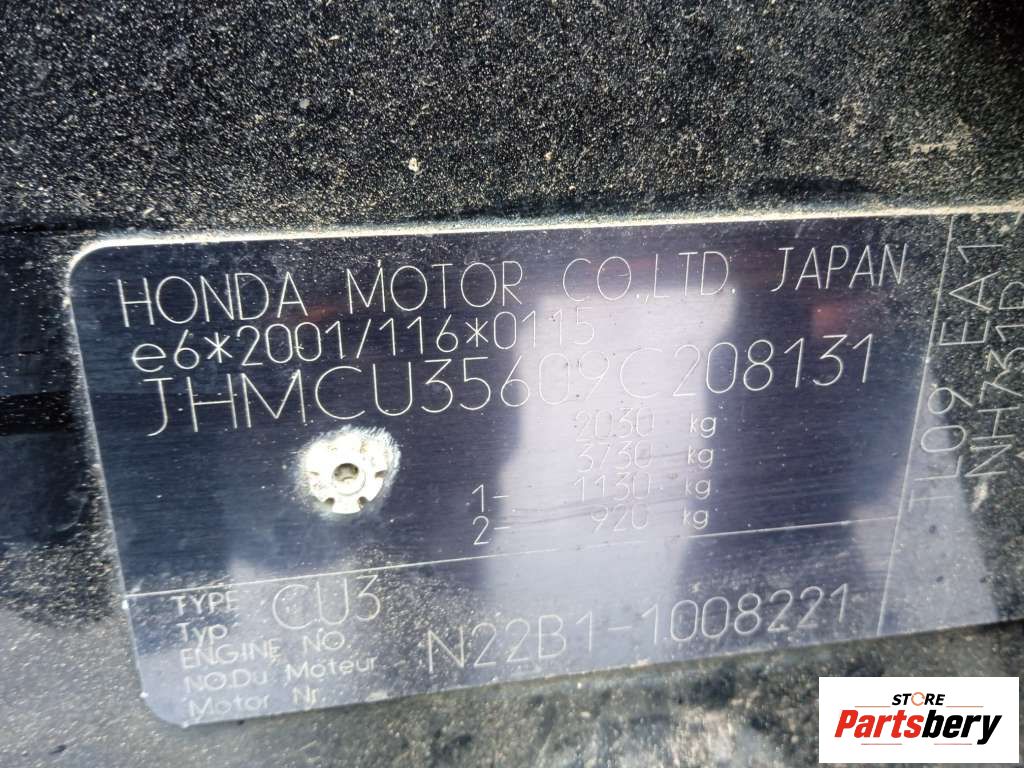 HONDA MOTOR CO.,LTD. JAPAN
e6*2001/116*0115
JHMCU35609C208131
2030 kg
3730 kg
1- 1130 kg
2- 920 kg
TYPE CU3
Typ
ENGINE NO. N22B1-1008221
NO.Du Moteur
Motor Nr.
TL09 EA1
NH731P
STORE
Partsbery